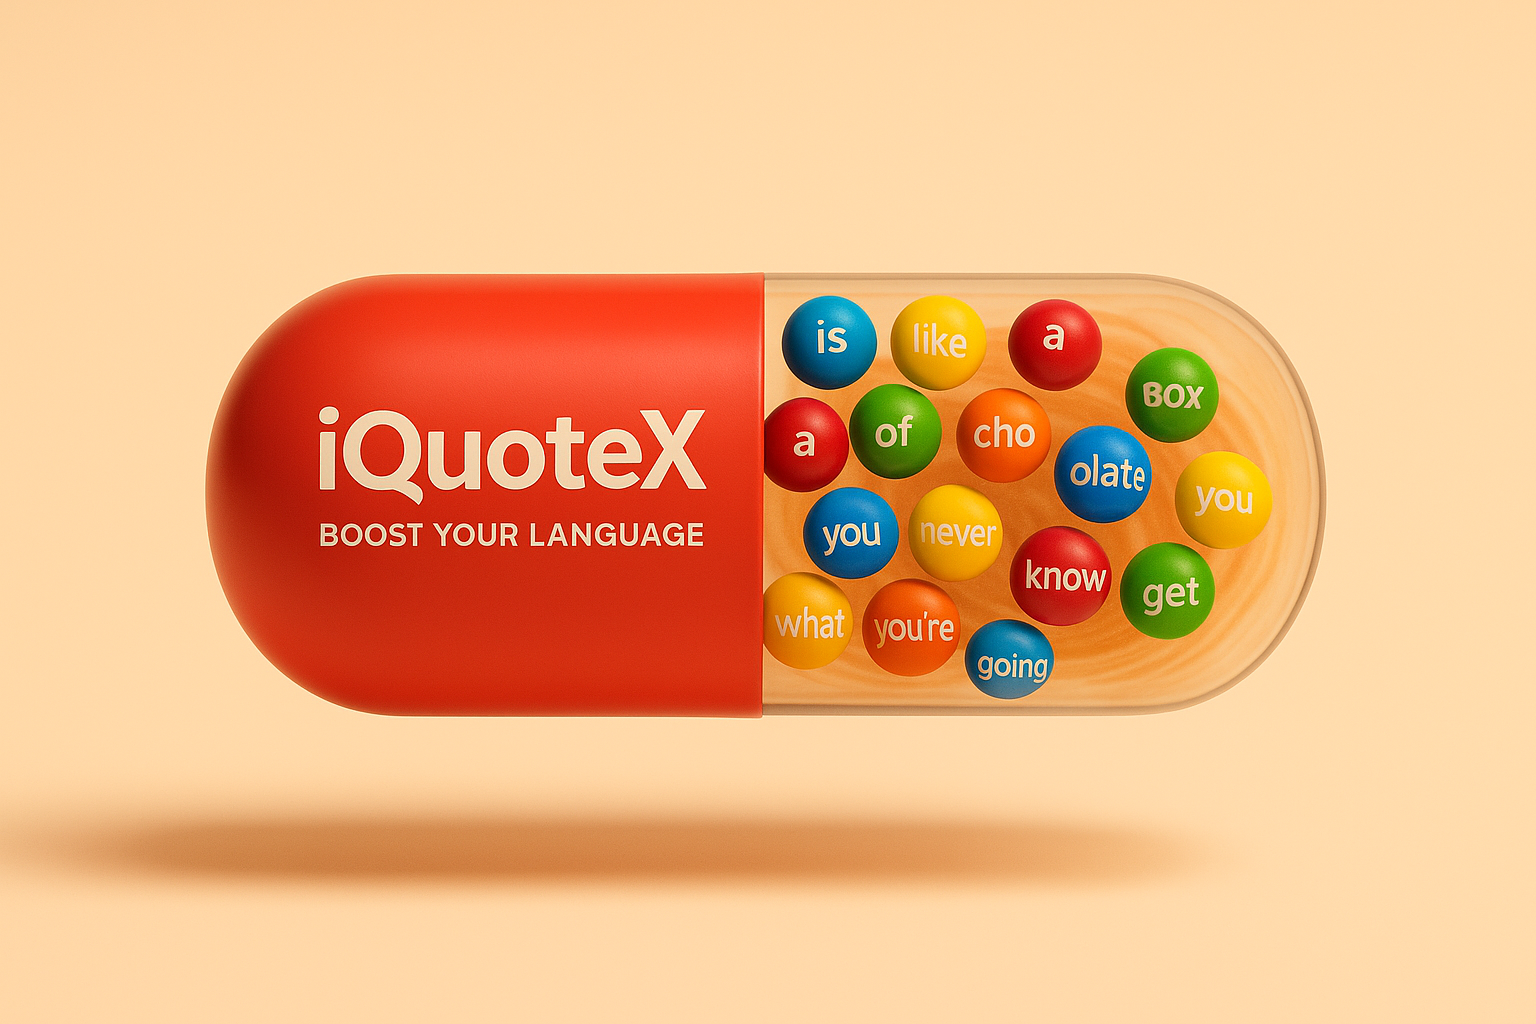 iQuoteX
BOOST YOUR LANGUAGE
is like a
BOX
a of cho
olate
you
you never
know
get
what you're
going